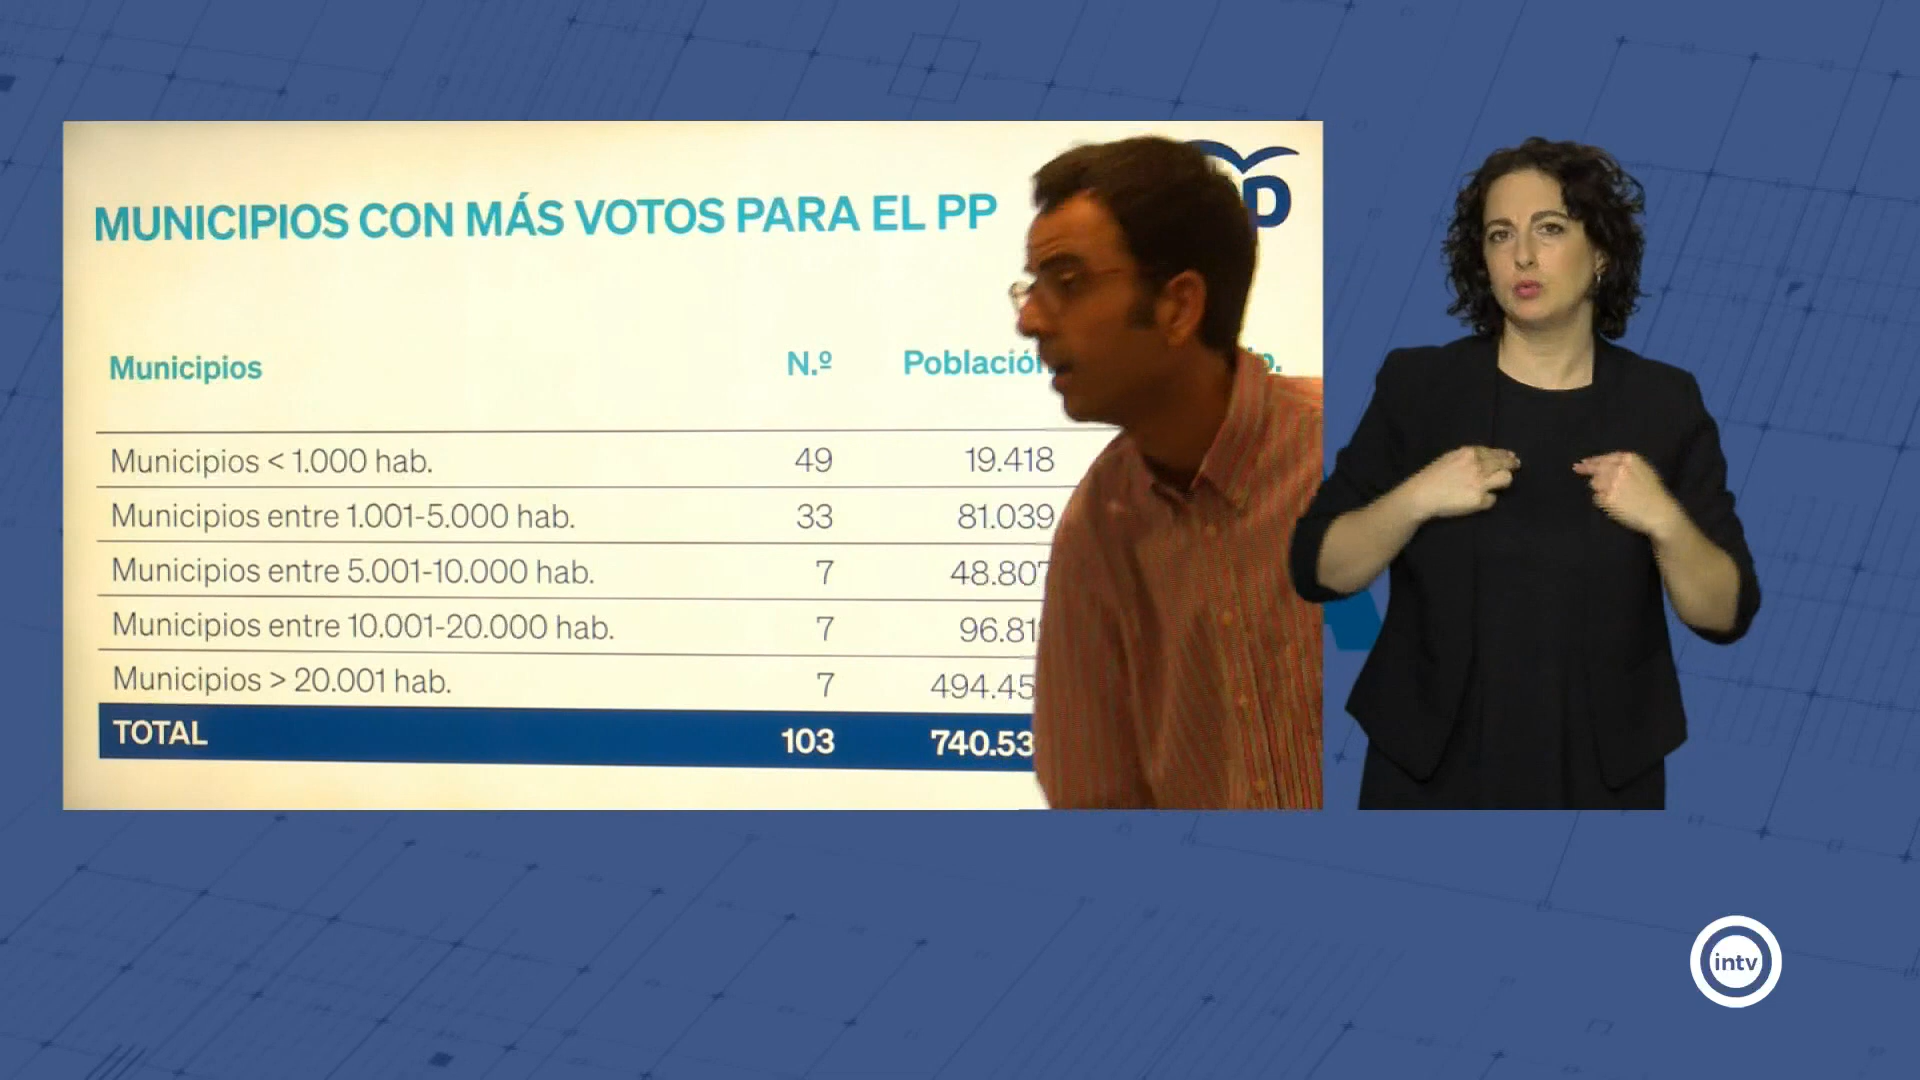 MUNICIPIOS CON MÁS VOTOS PARA EL PP
Municipios N.º Población
Municipios < 1.000 hab. 49 19.418
Municipios entre 1.001-5.000 hab. 33 81.039
Municipios entre 5.001-10.000 hab. 7
Municipios entre 10.001-20.000 hab. 7
Municipios > 20.001 hab. 7
TOTAL 103
intv